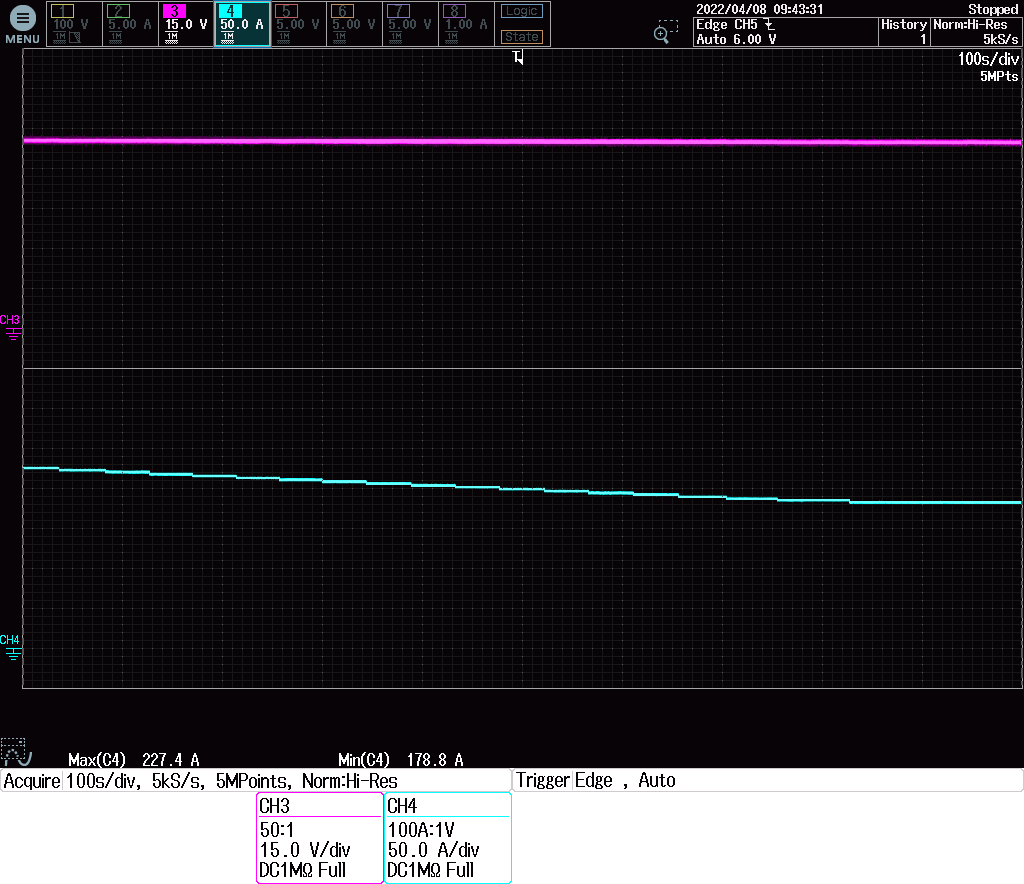 MENU
1 100 V 1M
2 5.00 A 1M
3 15.0 V 1M
4 50.0 A 1M
5 5.00 V 1M
6 5.00 V 1M
7 5.00 V 1M
8 1.00 A 1M
Logic
State
2022/04/08 09:43:31 Stopped
Edge CH5
Auto 6.00 V
History
1
Norm:Hi-Res
5kS/s
T
100s/div
5MPts
CH3
CH4
Max(C4) 227.4 A Min(C4) 178.8 A
Acquire 100s/div, 5kS/s, 5MPoints, Norm:Hi-Res
Trigger Edge , Auto
CH3
50:1
15.0 V/div
DC1MΩ Full
CH4
100A:1V
50.0 A/div
DC1MΩ Full